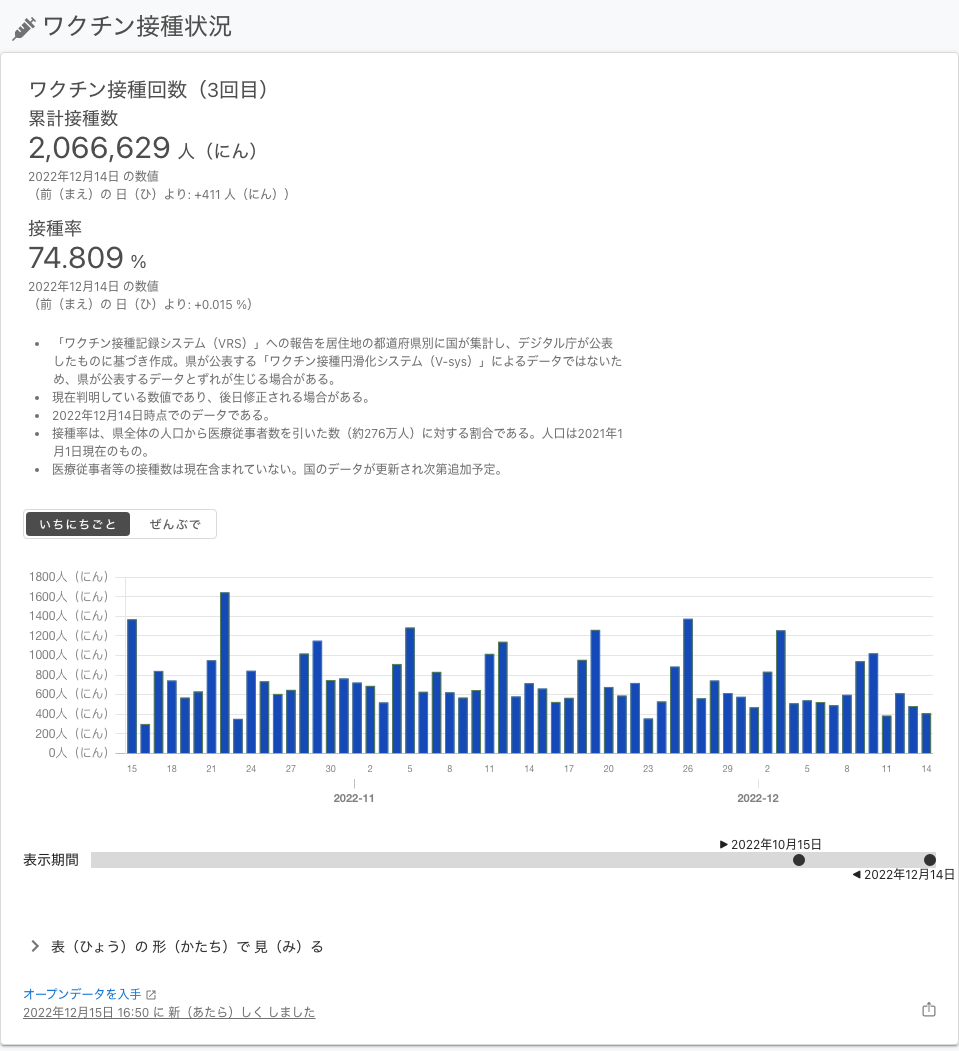 ワクチン接種状況
ワクチン接種回数（3回目）
累計接種数
2,066,629 人（にん）
2022年12月14日 の数値
（前（まえ）の 日（ひ）より: +411 人（にん））
接種率
74.809 %
2022年12月14日 の数値
（前（まえ）の 日（ひ）より: +0.015 %）
• 「ワクチン接種記録システム（VRS）」への報告を居住地の都道府県別に国が集計し、デジタル庁が公表
したものに基づき作成。県が公表する「ワクチン接種円滑化システム（V-sys）」によるデータではないた
め、県が公表するデータとずれが生じる場合がある。
• 現在判明している数値であり、後日修正される場合がある。
• 2022年12月14日時点でのデータである。
• 接種率は、県全体の人口から医療従事者数を引いた数（約276万人）に対する割合である。人口は2021年1
月1日現在のもの。
• 医療従事者等の接種数は現在含まれていない。国のデータが更新され次第追加予定。
いちにちごと ぜんぶで
1800人（にん）
1600人（にん）
1400人（にん）
1200人（にん）
1000人（にん）
800人（にん）
600人（にん）
400人（にん）
200人（にん）
0人（にん）
15 18 21 24 27 30 2 5 8 11 14 17 20 23 26 29 2 5 8 11 14
2022-11 2022-12
▶ 2022年10月15日
表示期間
◀ 2022年12月14日
表（ひょう）の 形（かたち）で 見（み）る
オープンデータを入手
2022年12月15日 16:50 に 新（あたら）しく しました